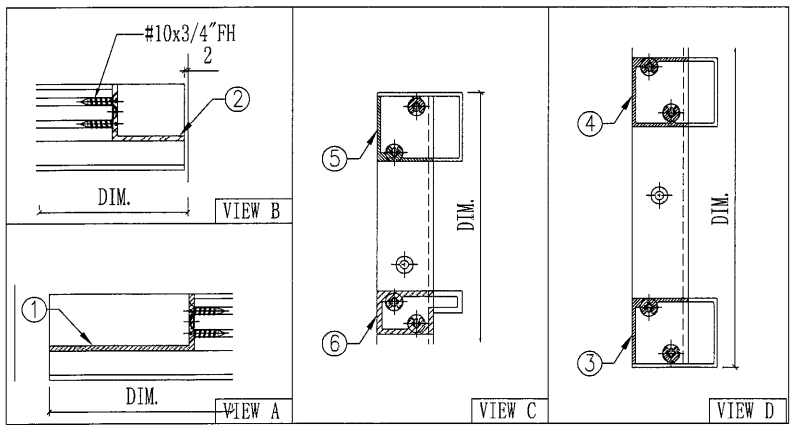 #10x3/4"FH
2
2
DIM.
VIEW B
1
DIM.
VIEW A
5
DIM.
6
VIEW C
4
DIM.
3
VIEW D